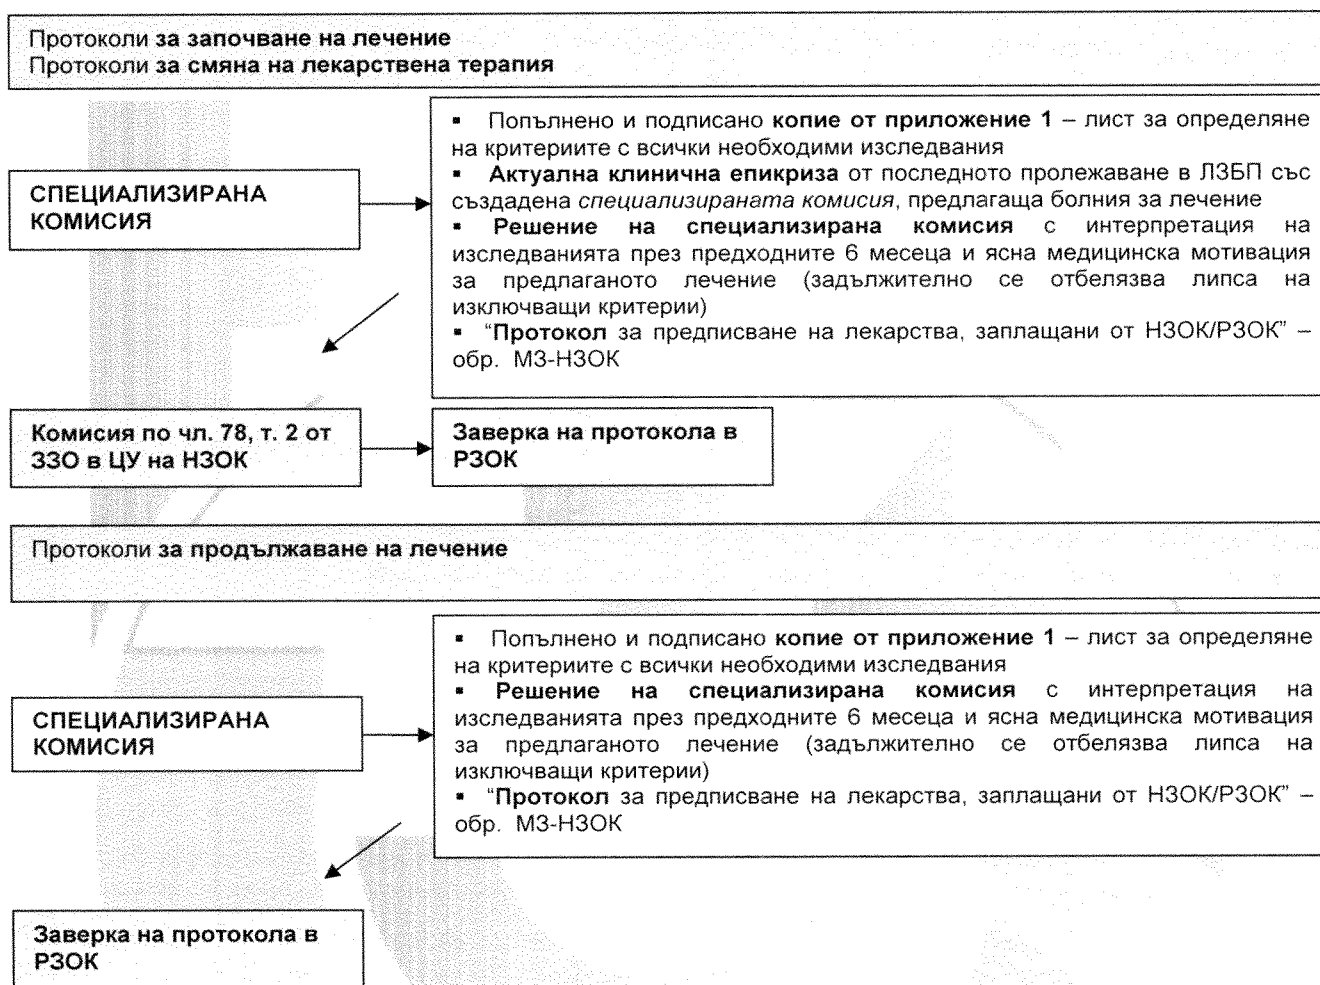 Протоколи за започване на лечение
Протоколи за смяна на лекарствена терапия
СПЕЦИАЛИЗИРАНА
КОМИСИЯ
▪ Попълнено и подписано копие от приложение 1 – лист за определяне
на критериите с всички необходими изследвания
▪ Актуална клинична епикриза от последното пролежаване в ЛЗБП със
създадена специализираната комисия, предлагаща болния за лечение
▪ Решение на специализирана комисия с интерпретация на
изследванията през предходните 6 месеца и ясна медицинска мотивация
за предлаганото лечение (задължително се отбелязва липса на
изключващи критерии)
▪ “Протокол за предписване на лекарства, заплащани от НЗОК/РЗОК” –
обр. МЗ-НЗОК
Комисия по чл. 78, т. 2 от
ЗЗО в ЦУ на НЗОК
Заверка на протокола в
РЗОК
Протоколи за продължаване на лечение
СПЕЦИАЛИЗИРАНА
КОМИСИЯ
▪ Попълнено и подписано копие от приложение 1 – лист за определяне
на критериите с всички необходими изследвания
▪ Решение на специализирана комисия с интерпретация на
изследванията през предходните 6 месеца и ясна медицинска мотивация
за предлаганото лечение (задължително се отбелязва липса на
изключващи критерии)
▪ “Протокол за предписване на лекарства, заплащани от НЗОК/РЗОК” –
обр. МЗ-НЗОК
Заверка на протокола в
РЗОК